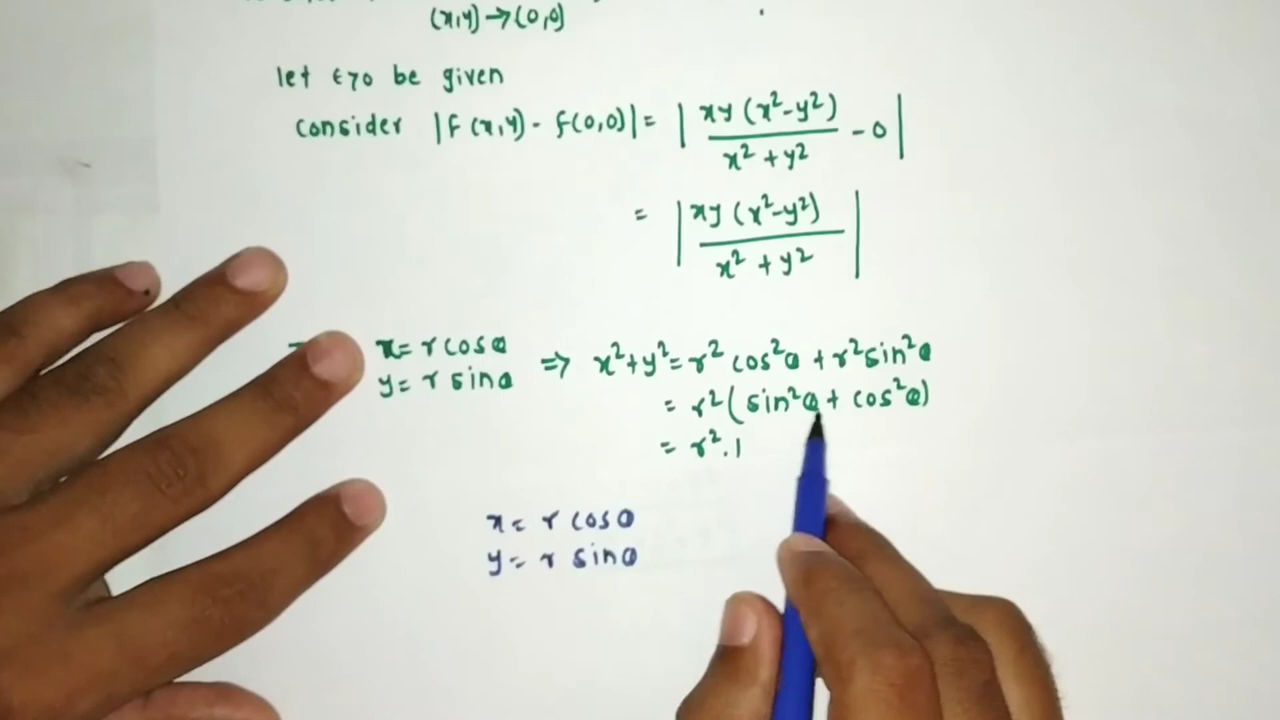 (x,y)→(0,0)
let ϵ>0 be given
consider |f(x,y) - f(0,0)| = | xy(x²-y²) / x²+y² - 0 |
= | xy(x²-y²) / x²+y² |
x= r cosθ ⇒ x²+y² = r² cos²θ + r² sin²θ
y= r sinθ = r² (sin²θ + cos²θ)
= r².1
x= r cosθ
y= r sinθ